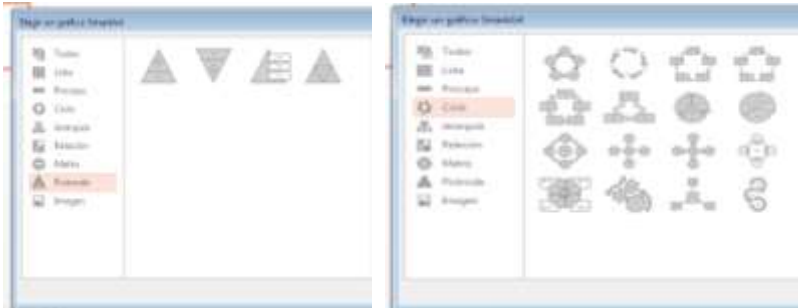 Elegir un gráfico SmartArt
Todos
Lista
Proceso
Ciclo
Jerarquía
Relación
Matriz
Pirámide
Imagen
Elegir un gráfico SmartArt
Todos
Lista
Proceso
Ciclo
Jerarquía
Relación
Matriz
Pirámide
Imagen